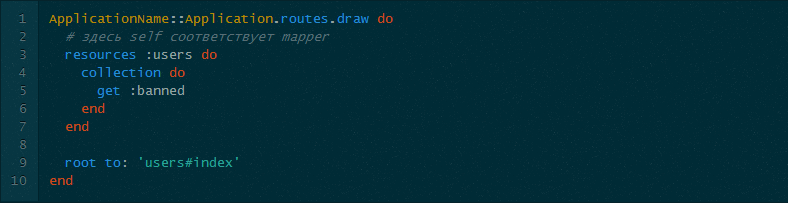 1 ApplicationName::Application.routes.draw do
2   # здесь self соответствует mapper
3   resources :users do
4     collection do
5       get :banned
6     end
7   end
8
9   root to: 'users#index'
10 end